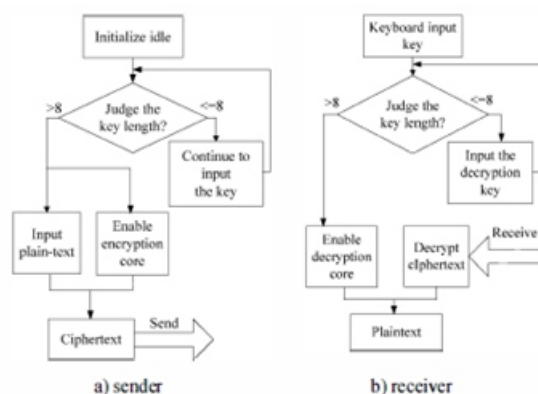 Initialize idle
>8
Judge the
key length?
<=8
Continue to
input
the key
Input
plain-text
Enable
encryption
core
Ciphertext
Send
a) sender
Keyboard input
key
>8
Judge the
key length?
<=8
Input the
decryption
key
Enable
decryption
core
Decrypt
cIphertext
Receive
Plaintext
b) receiver